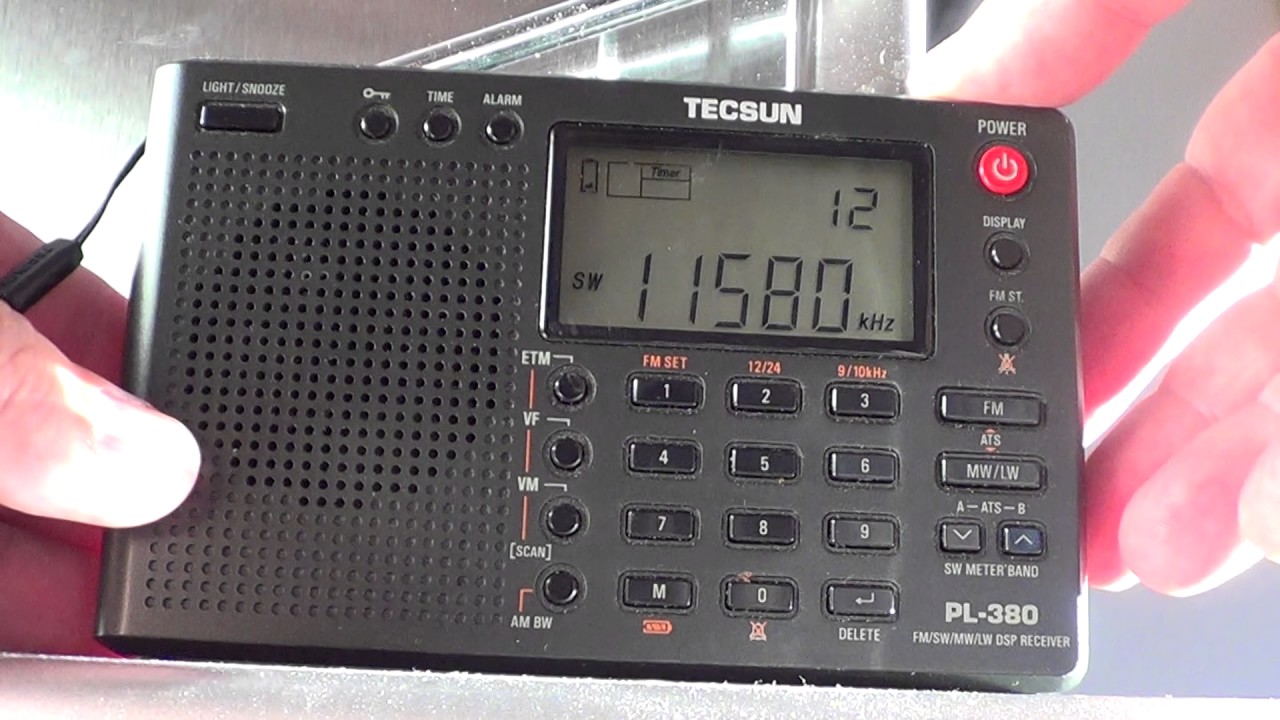 LIGHT/SNOOZE
TIME
ALARM
TECSUN
POWER
Timer
12
SW 11580 kHz
DISPLAY
FM ST.
ETM
FM SET
12/24
9/10kHz
1
2
3
FM
VF
ATS
4
5
6
MW/LW
VM
A-ATS-B
7
8
9
[SCAN]
SW METER BAND
M
0
AM BW
DELETE
PL-380
FM/SW/MW/LW DSP RECEIVER